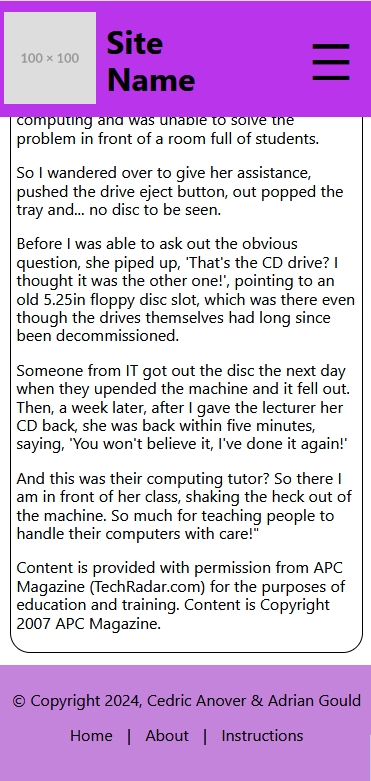 100 × 100
Site
Name
computing and was unable to solve the
problem in front of a room full of students.
So I wandered over to give her assistance,
pushed the drive eject button, out popped the
tray and... no disc to be seen.
Before I was able to ask out the obvious
question, she piped up, 'That's the CD drive? I
thought it was the other one!', pointing to an
old 5.25in floppy disc slot, which was there even
though the drives themselves had long since
been decommissioned.
Someone from IT got out the disc the next day
when they upended the machine and it fell out.
Then, a week later, after I gave the lecturer her
CD back, she was back within five minutes,
saying, 'You won't believe it, I've done it again!'
And this was their computing tutor? So there I
am in front of her class, shaking the heck out of
the machine. So much for teaching people to
handle their computers with care!"
Content is provided with permission from APC
Magazine (TechRadar.com) for the purposes of
education and training. Content is Copyright
2007 APC Magazine.
© Copyright 2024, Cedric Anover & Adrian Gould
Home | About | Instructions